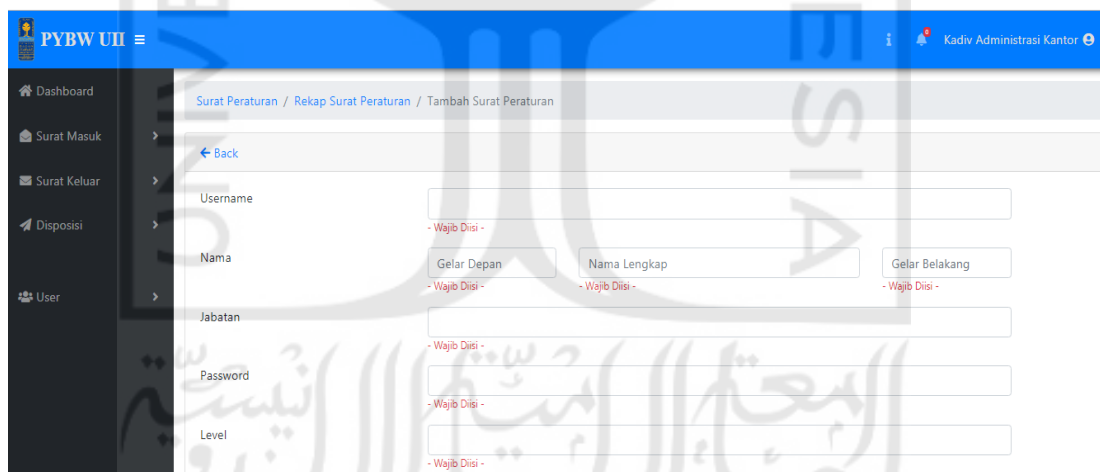 PYBW UII
Kadiv Administrasi Kantor
Dashboard
Surat Masuk
Surat Keluar
Disposisi
User
Surat Peraturan / Rekap Surat Peraturan / Tambah Surat Peraturan
Back
Username
- Wajib Diisi -
Nama
Gelar Depan Nama Lengkap Gelar Belakang
- Wajib Diisi - - Wajib Diisi - - Wajib Diisi -
Jabatan
- Wajib Diisi -
Password
- Wajib Diisi -
Level
- Wajib Diisi -